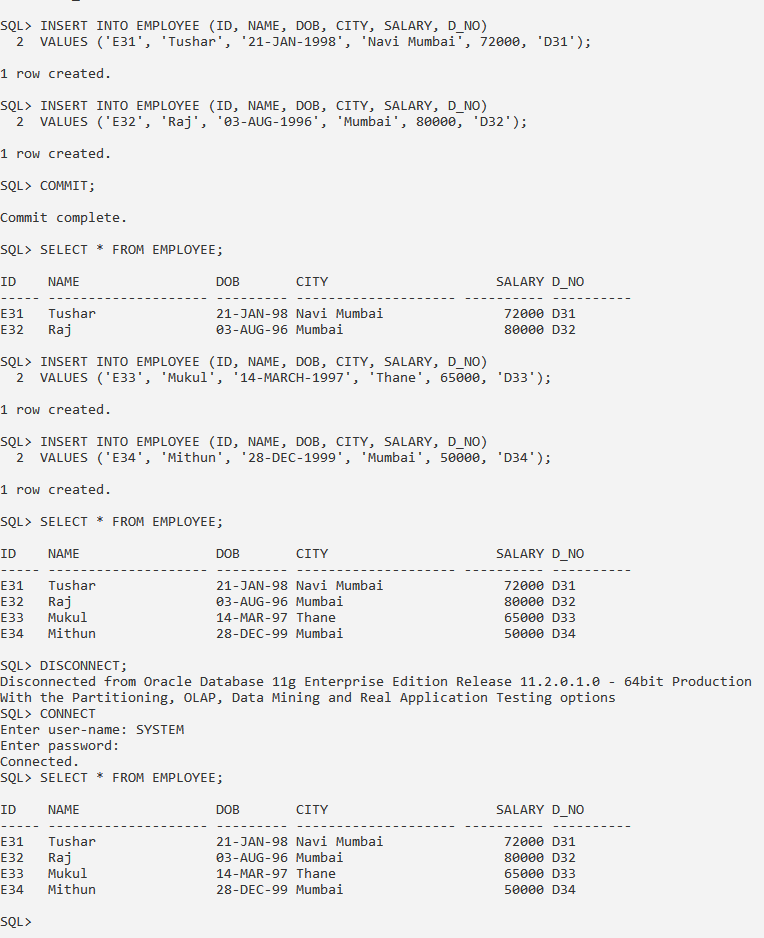 SQL> INSERT INTO EMPLOYEE (ID, NAME, DOB, CITY, SALARY, D_NO)
  2  VALUES ('E31', 'Tushar', '21-JAN-1998', 'Navi Mumbai', 72000, 'D31');

1 row created.

SQL> INSERT INTO EMPLOYEE (ID, NAME, DOB, CITY, SALARY, D_NO)
  2  VALUES ('E32', 'Raj', '03-AUG-1996', 'Mumbai', 80000, 'D32');

1 row created.

SQL> COMMIT;

Commit complete.

SQL> SELECT * FROM EMPLOYEE;

ID    NAME                 DOB       CITY                     SALARY D_NO
----- -------------------- --------- -------------------- ---------- ----------
E31   Tushar               21-JAN-98 Navi Mumbai               72000 D31
E32   Raj                  03-AUG-96 Mumbai                    80000 D32

SQL> INSERT INTO EMPLOYEE (ID, NAME, DOB, CITY, SALARY, D_NO)
  2  VALUES ('E33', 'Mukul', '14-MARCH-1997', 'Thane', 65000, 'D33');

1 row created.

SQL> INSERT INTO EMPLOYEE (ID, NAME, DOB, CITY, SALARY, D_NO)
  2  VALUES ('E34', 'Mithun', '28-DEC-1999', 'Mumbai', 50000, 'D34');

1 row created.

SQL> SELECT * FROM EMPLOYEE;

ID    NAME                 DOB       CITY                     SALARY D_NO
----- -------------------- --------- -------------------- ---------- ----------
E31   Tushar               21-JAN-98 Navi Mumbai               72000 D31
E32   Raj                  03-AUG-96 Mumbai                    80000 D32
E33   Mukul                14-MAR-97 Thane                     65000 D33
E34   Mithun               28-DEC-99 Mumbai                    50000 D34

SQL> DISCONNECT;
Disconnected from Oracle Database 11g Enterprise Edition Release 11.2.0.1.0 - 64bit Production
With the Partitioning, OLAP, Data Mining and Real Application Testing options
SQL> CONNECT
Enter user-name: SYSTEM
Enter password:
Connected.
SQL> SELECT * FROM EMPLOYEE;

ID    NAME                 DOB       CITY                     SALARY D_NO
----- -------------------- --------- -------------------- ---------- ----------
E31   Tushar               21-JAN-98 Navi Mumbai               72000 D31
E32   Raj                  03-AUG-96 Mumbai                    80000 D32
E33   Mukul                14-MAR-97 Thane                     65000 D33
E34   Mithun               28-DEC-99 Mumbai                    50000 D34

SQL>